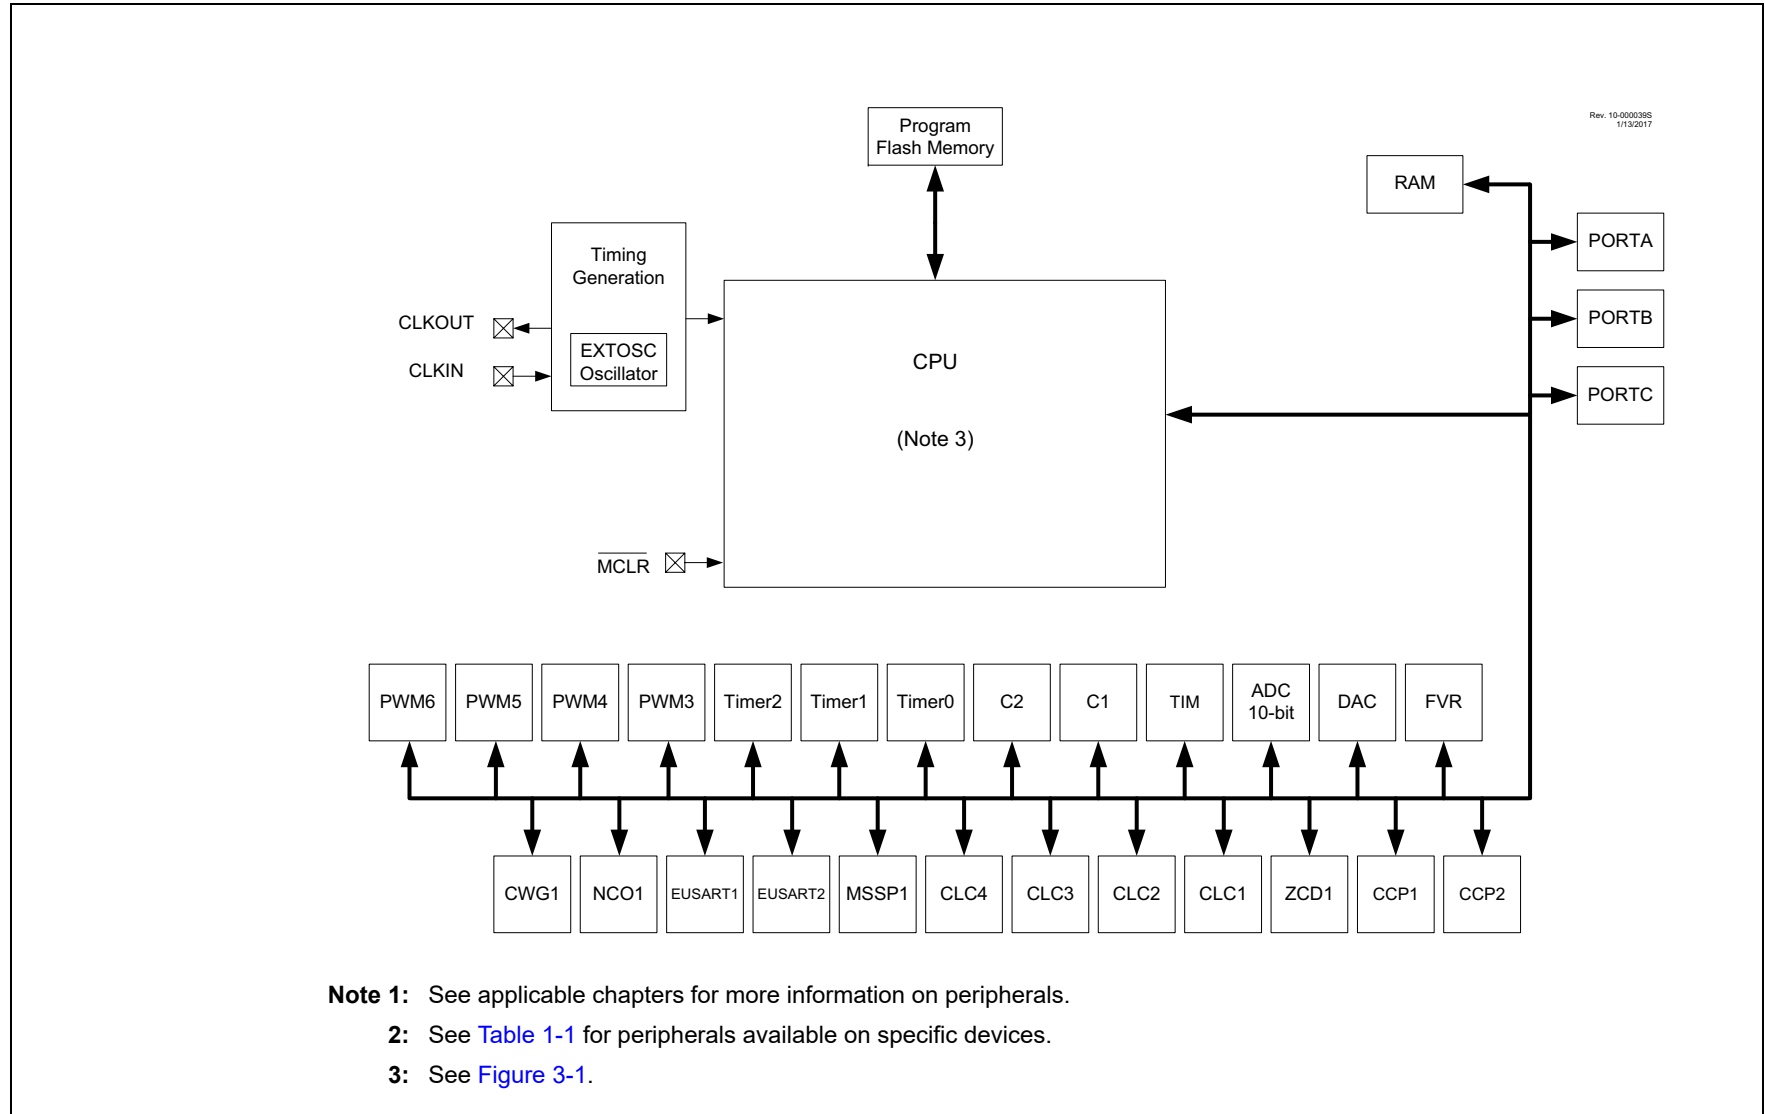 Program
Flash Memory
Rev. 10-000039S
1/13/2017
RAM
PORTA
Timing
Generation
CLKOUT
PORTB
EXTOSC
Oscillator
CLKIN
CPU
PORTC
(Note 3)
MCLR
PWM6 PWM5 PWM4 PWM3 Timer2 Timer1 Timer0 C2 C1 TIM ADC 10-bit DAC FVR
CWG1 NCO1 EUSART1 EUSART2 MSSP1 CLC4 CLC3 CLC2 CLC1 ZCD1 CCP1 CCP2
Note 1: See applicable chapters for more information on peripherals.
2: See Table 1-1 for peripherals available on specific devices.
3: See Figure 3-1.